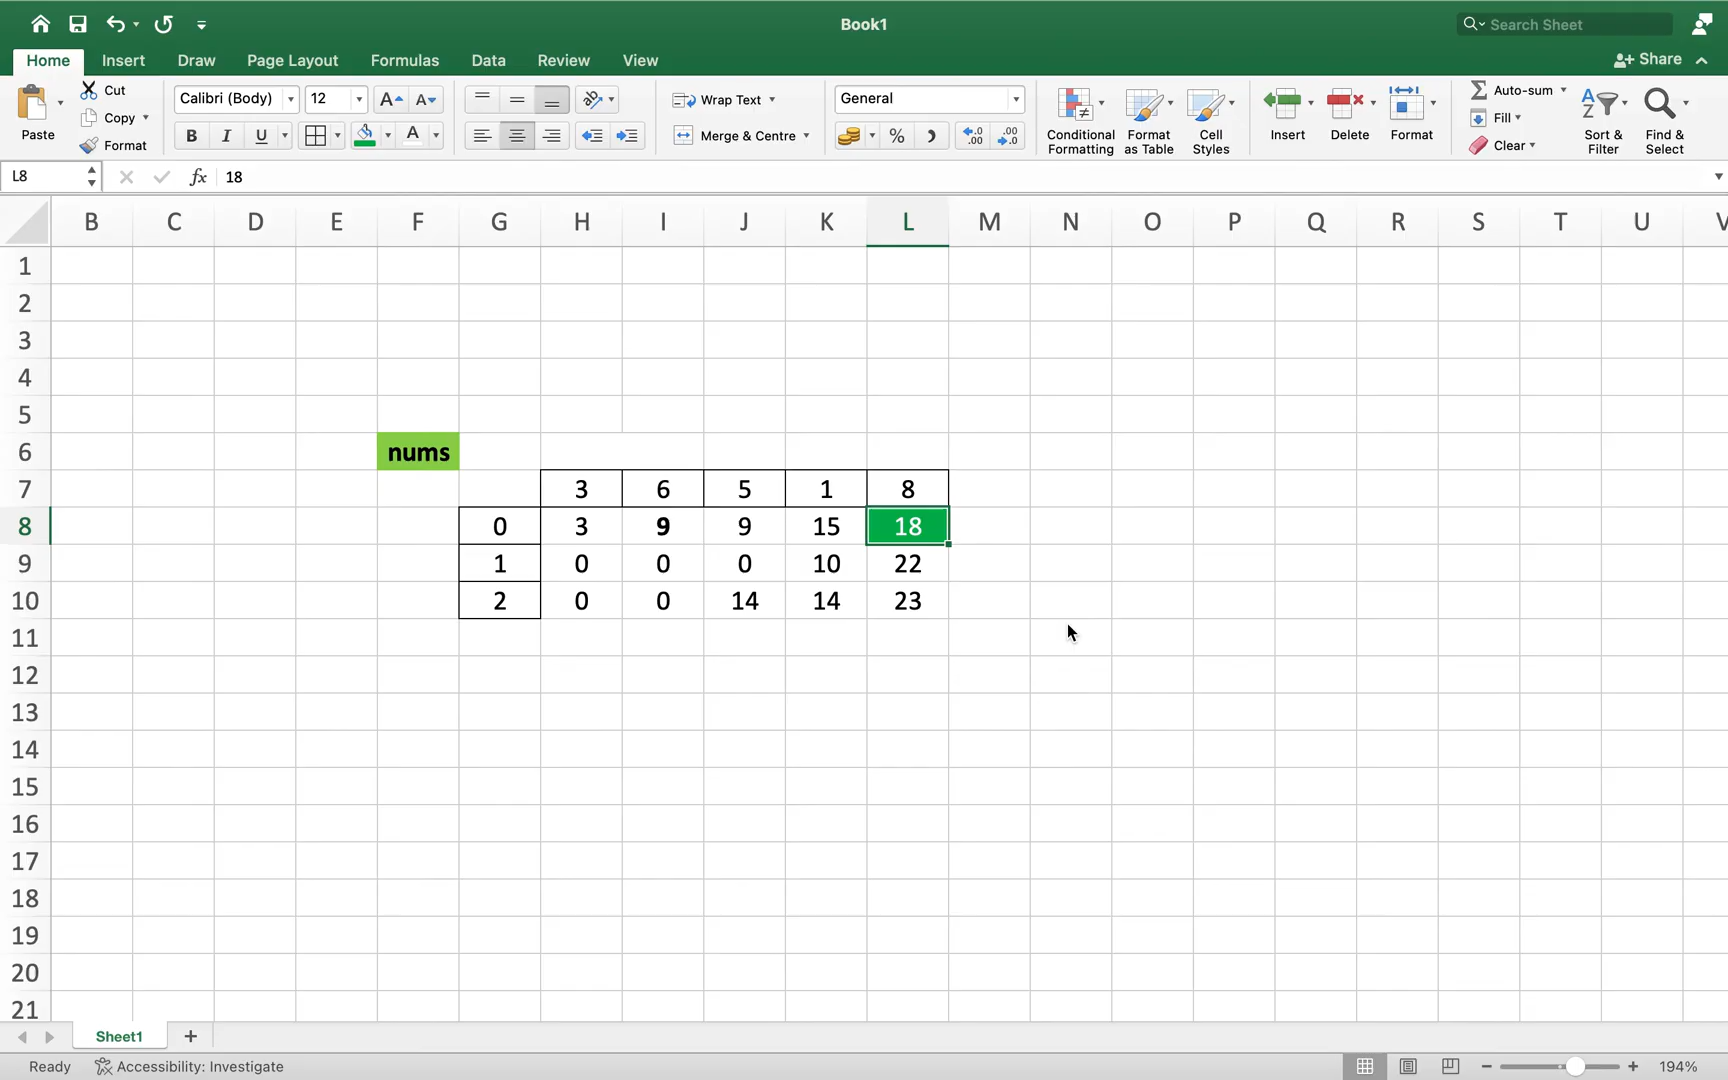 Book1
Search Sheet
Home Insert Draw Page Layout Formulas Data Review View
Share
Paste
Cut
Copy
Format
Calibri (Body) 12
Wrap Text
Merge & Centre
General
Conditional Formatting
Format as Table
Cell Styles
Insert
Delete
Format
Auto-sum
Fill
Clear
Sort & Filter
Find & Select
L8 fx 18
B C D E F G H I J K L M N O P Q R S T U V
1
2
3
4
5
6 nums
7 3 6 5 1 8
8 0 3 9 9 15 18
9 1 0 0 0 10 22
10 2 0 0 14 14 23
11
12
13
14
15
16
17
18
19
20
21
Sheet1
Ready Accessibility: Investigate 194%